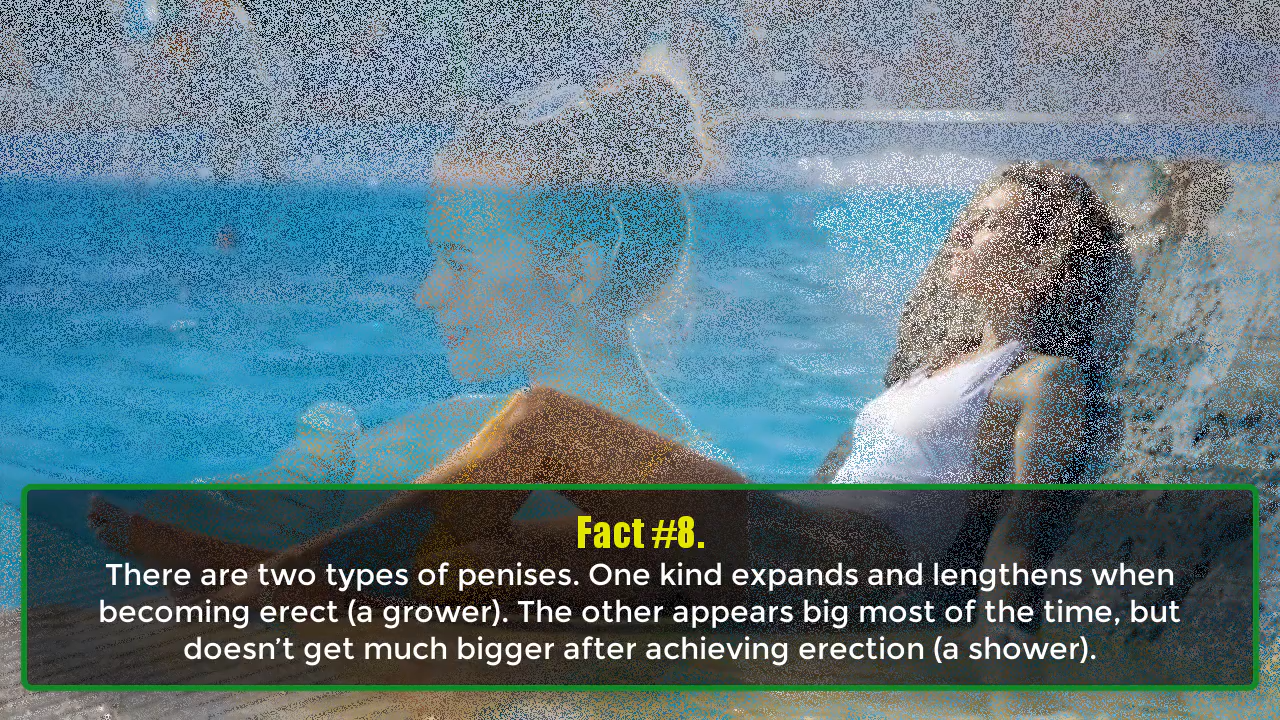 Fact #8.
There are two types of penises. One kind expands and lengthens when
becoming erect (a grower). The other appears big most of the time, but
doesn’t get much bigger after achieving erection (a shower).